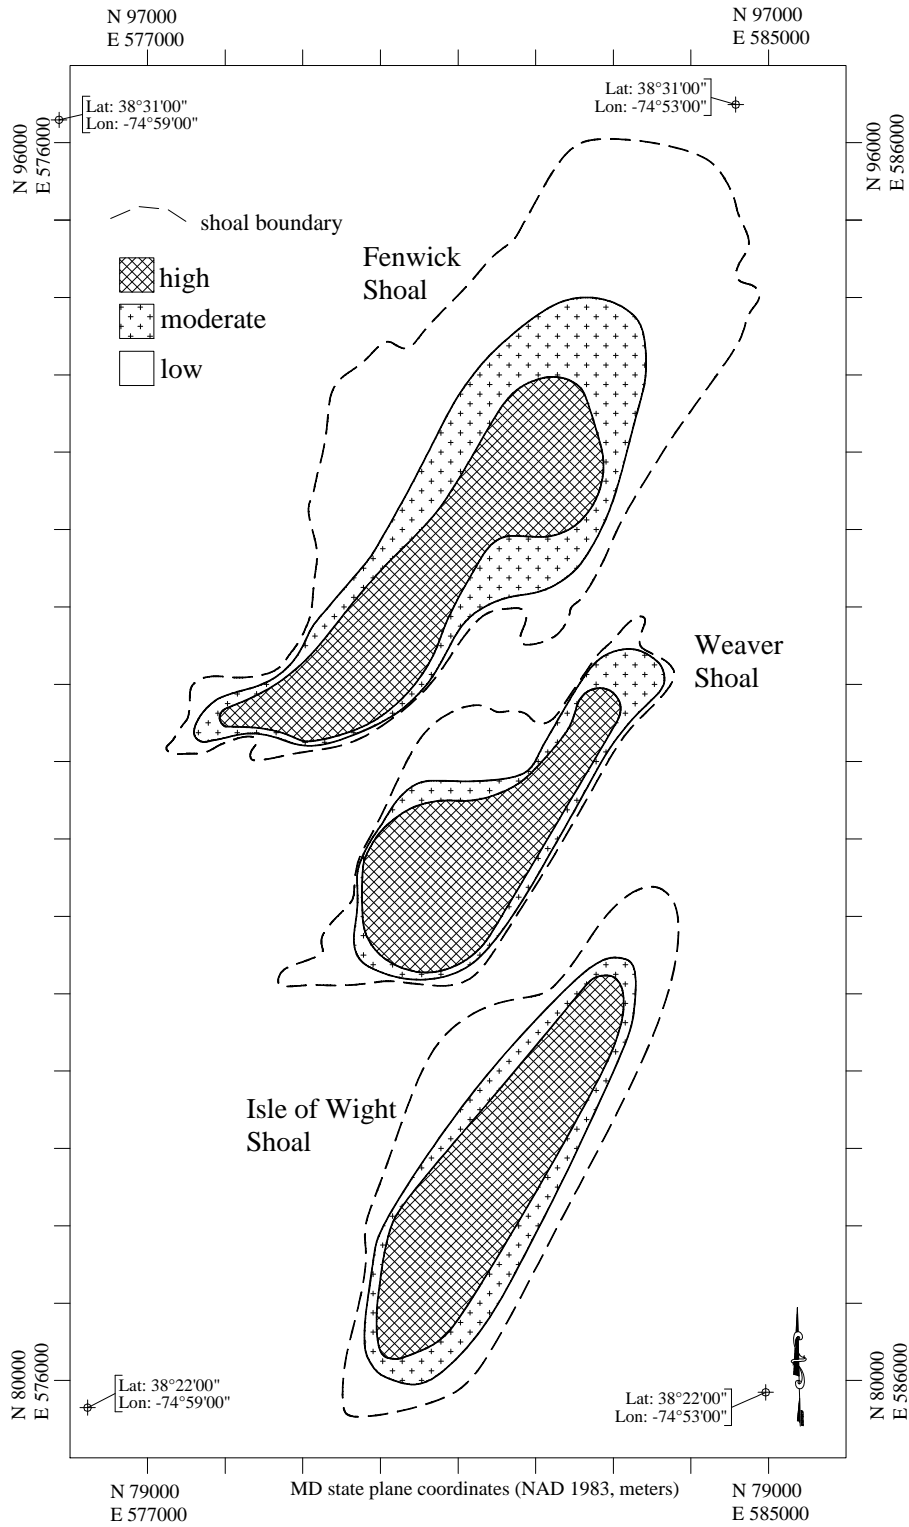 N 97000
E 577000
N 97000
E 585000
Lat: 38°31'00"
Lon: -74°59'00"
Lat: 38°31'00"
Lon: -74°53'00"
N 96000
E 576000
N 96000
E 586000
shoal boundary
high
moderate
low
Fenwick
Shoal
Weaver
Shoal
Isle of Wight
Shoal
N 80000
E 576000
N 80000
E 586000
Lat: 38°22'00"
Lon: -74°59'00"
Lat: 38°22'00"
Lon: -74°53'00"
MD state plane coordinates (NAD 1983, meters)
N 79000
E 577000
N 79000
E 585000